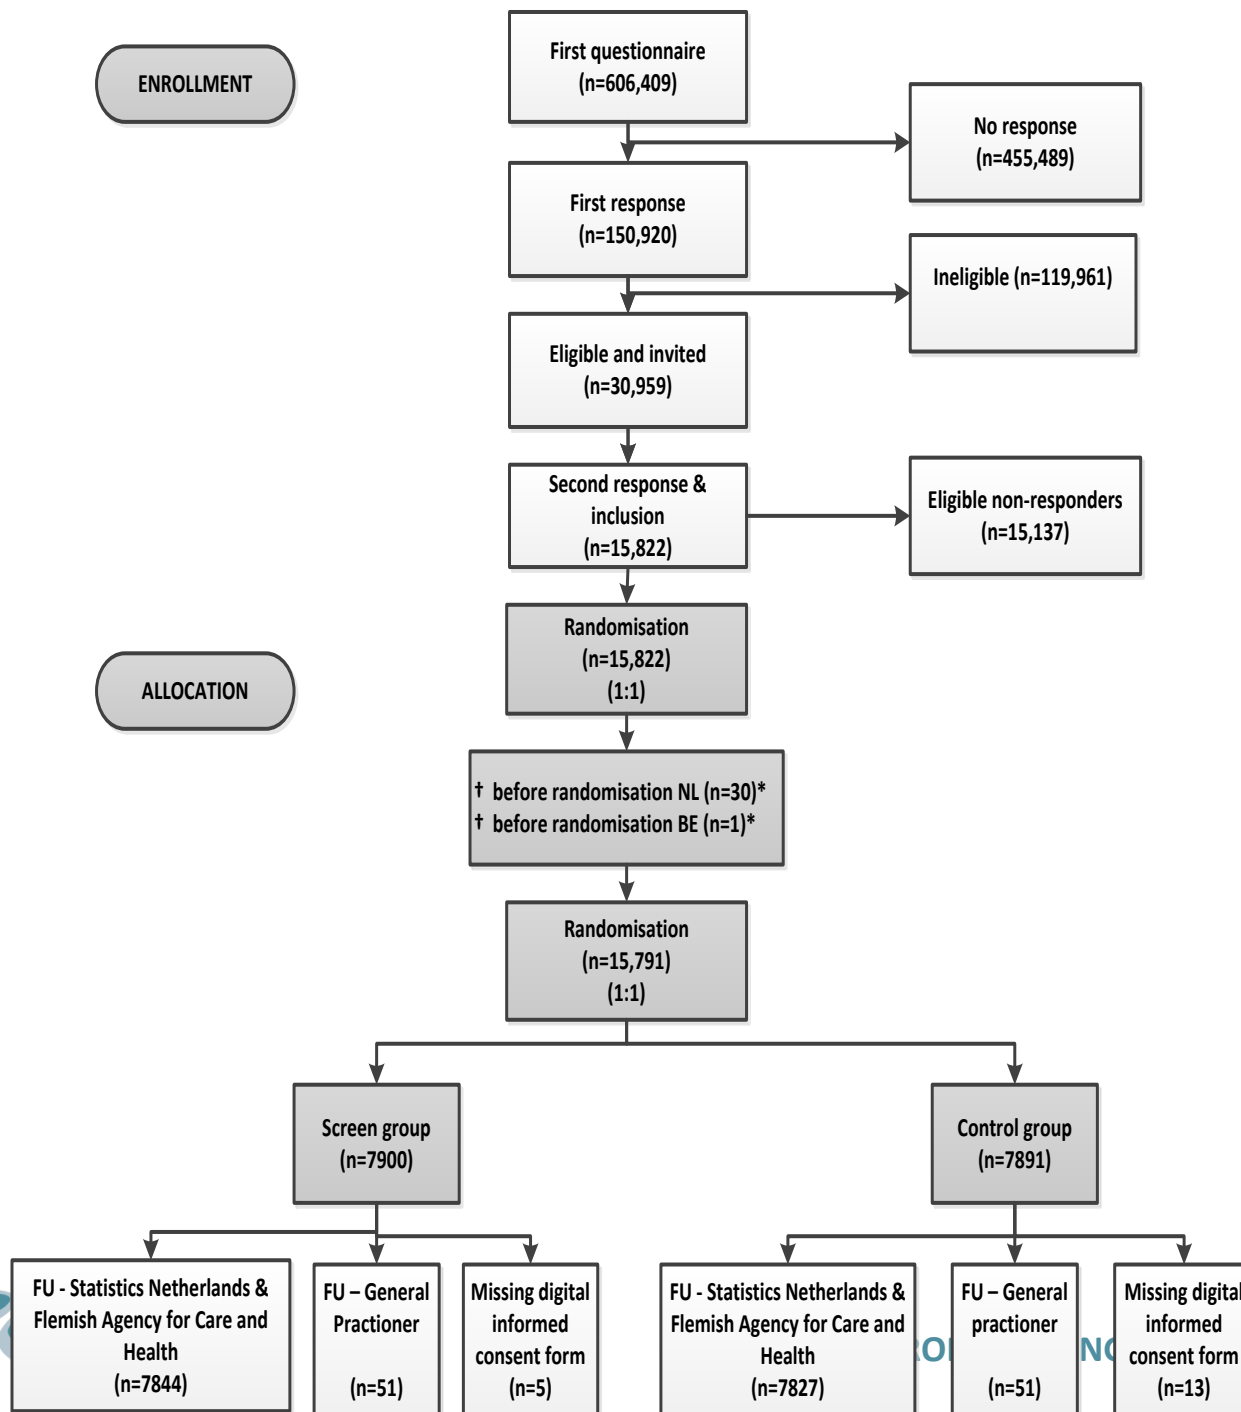 ENROLLMENT
First questionnaire
(n=606,409)
No response
(n=455,489)
First response
(n=150,920)
Ineligible (n=119,961)
Eligible and invited
(n=30,959)
Second response &
inclusion
(n=15,822)
Eligible non-responders
(n=15,137)
ALLOCATION
Randomisation
(n=15,822)
(1:1)
† before randomisation NL (n=30)*
† before randomisation BE (n=1)*
Randomisation
(n=15,791)
(1:1)
Screen group
(n=7900)
Control group
(n=7891)
FU - Statistics Netherlands &
Flemish Agency for Care and
Health
(n=7844)
FU – General
Practioner
(n=51)
Missing digital
informed
consent form
(n=5)
FU - Statistics Netherlands &
Flemish Agency for Care and
Health
(n=7827)
FU – General
practioner
(n=51)
Missing digital
informed
consent form
(n=13)